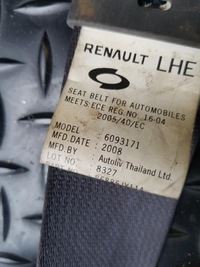 RENAULT LHE
SEAT BELT FOR AUTOMOBILES
MEETS ECE REG.NO 16-04
2005/40/EC
MODEL : 6093171
MFD.DATE : 2008
MFD.BY : Autoliv Thailand Ltd.
LOT NO. : 8327